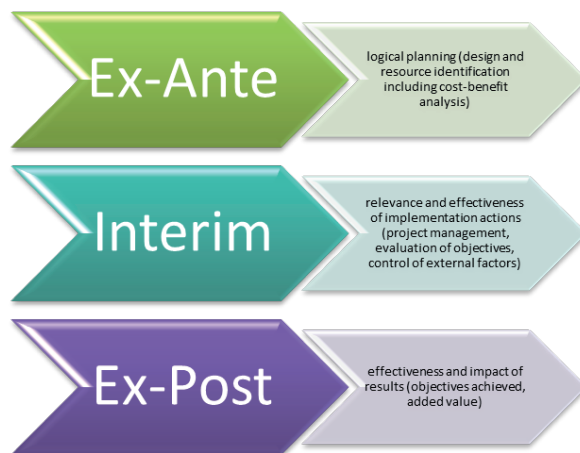 Ex-Ante
logical planning (design and
resource identification
including cost-benefit
analysis)
Interim
relevance and effectiveness
of implementation actions
(project management,
evaluation of objectives,
control of external factors)
Ex-Post
effectiveness and impact of
results (objectives achieved,
added value)